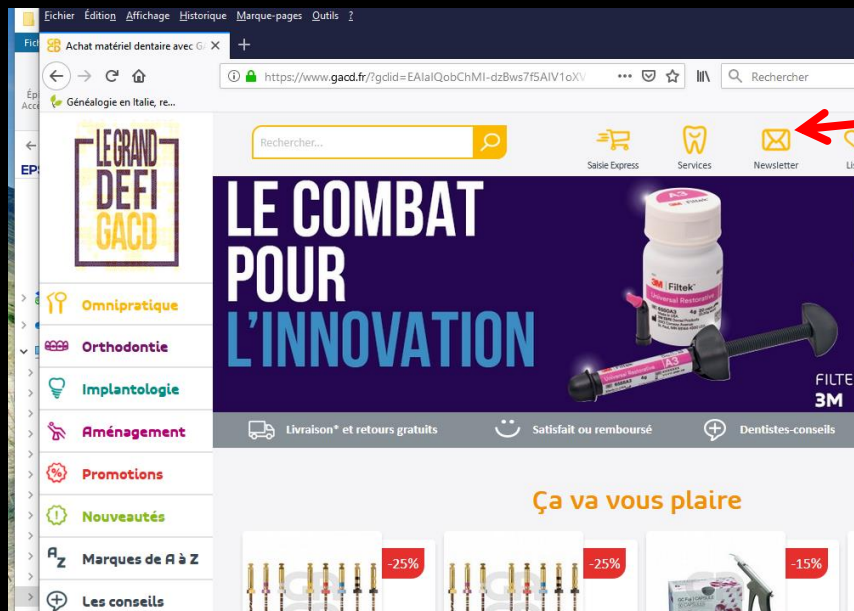 Fichier Édition Affichage Historique Marque-pages Outils ?
Achat matériel dentaire avec G
https://www.gacd.fr/?gclid=EAIaIQobChMI-dzBws7f5AIV1oXV
Rechercher
Généalogie en Italie, re...
LE GRAND
DEFI
GACD
Rechercher...
Saisie Express
Services
Newsletter
LE COMBAT
POUR
L'INNOVATION
A3
3M Filtek
Universal Restorative
FILTE
3M
Omnipratique
Orthodontie
Implantologie
Aménagement
Promotions
Nouveautés
Marques de A à Z
Les conseils
Livraison* et retours gratuits
Satisfait ou remboursé
Dentistes-conseils
Ça va vous plaire
-25%
-25%
-15%